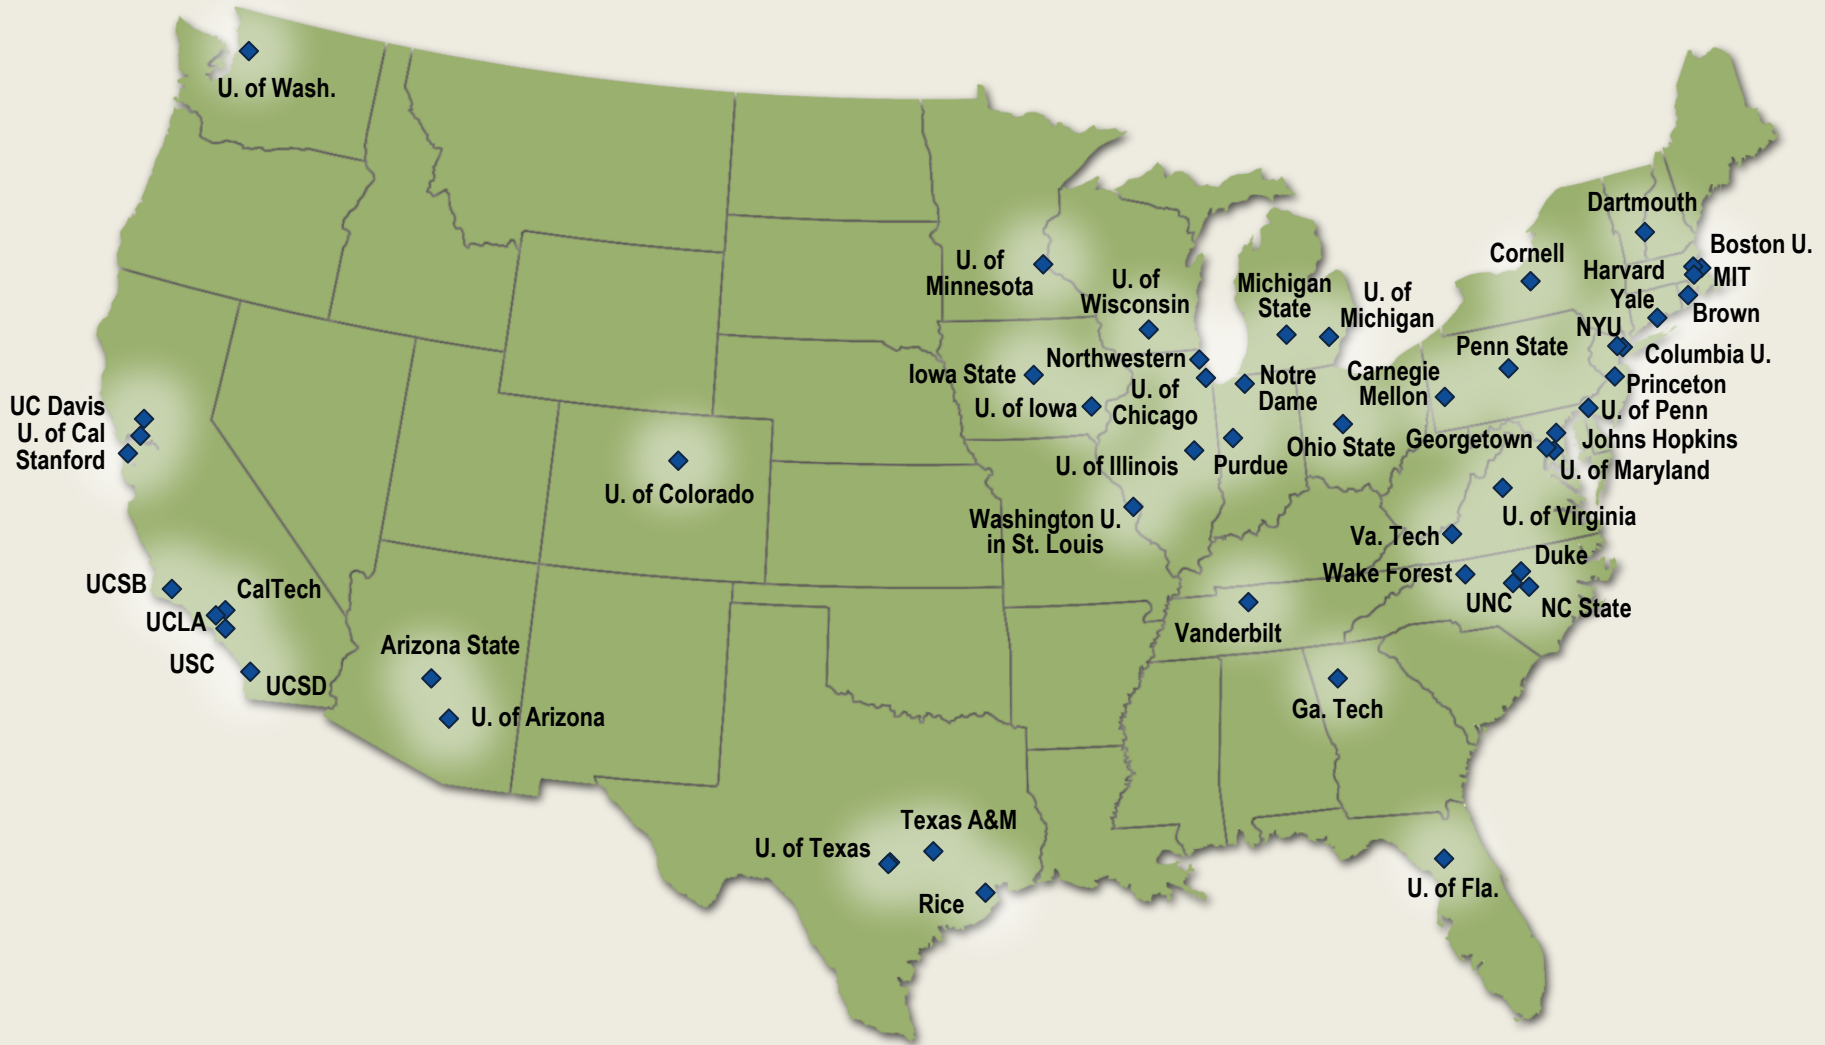 U. of Wash.
Dartmouth
Boston U.
Cornell
Harvard
MIT
U. of
Minnesota
U. of
Wisconsin
Michigan
State
U. of
Michigan
Yale
Brown
NYU
Columbia U.
Penn State
Northwestern
Iowa State
U. of
Chicago
Notre
Dame
Carnegie
Mellon
Princeton
U. of Iowa
U. of Penn
UC Davis
U. of Cal
Stanford
Ohio State
Georgetown
Johns Hopkins
U. of Illinois
Purdue
U. of Maryland
U. of Colorado
Washington U.
in St. Louis
U. of Virginia
Va. Tech
Duke
Wake Forest
UNC
NC State
UCSB
CalTech
UCLA
USC
UCSD
Vanderbilt
Arizona State
U. of Arizona
Ga. Tech
Texas A&M
U. of Texas
Rice
U. of Fla.